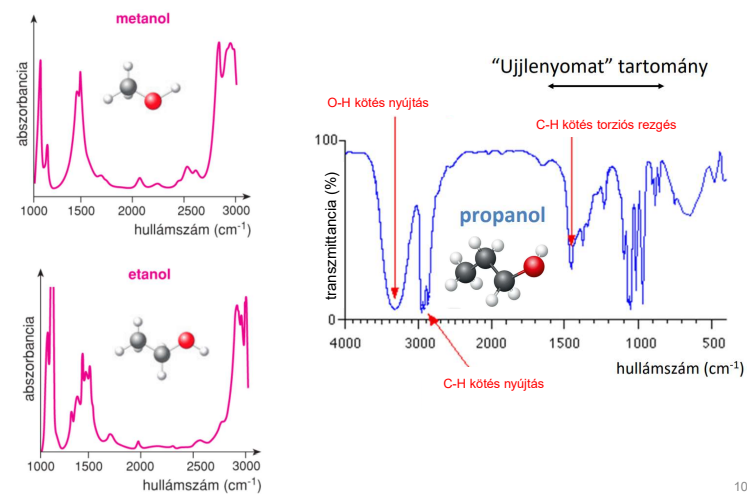 metanol
abszorbancia
1000 1500 2000 2500 3000
hullámszám (cm⁻¹)
etanol
abszorbancia
1000 1500 2000 2500 3000
hullámszám (cm⁻¹)
“Ujjlenyomat” tartomány
O-H kötés nyújtás
C-H kötés torziós rezgés
100
transzmittancia (%)
propanol
0
4000 3000 1500 1000 500
hullámszám (cm⁻¹)
C-H kötés nyújtás
10